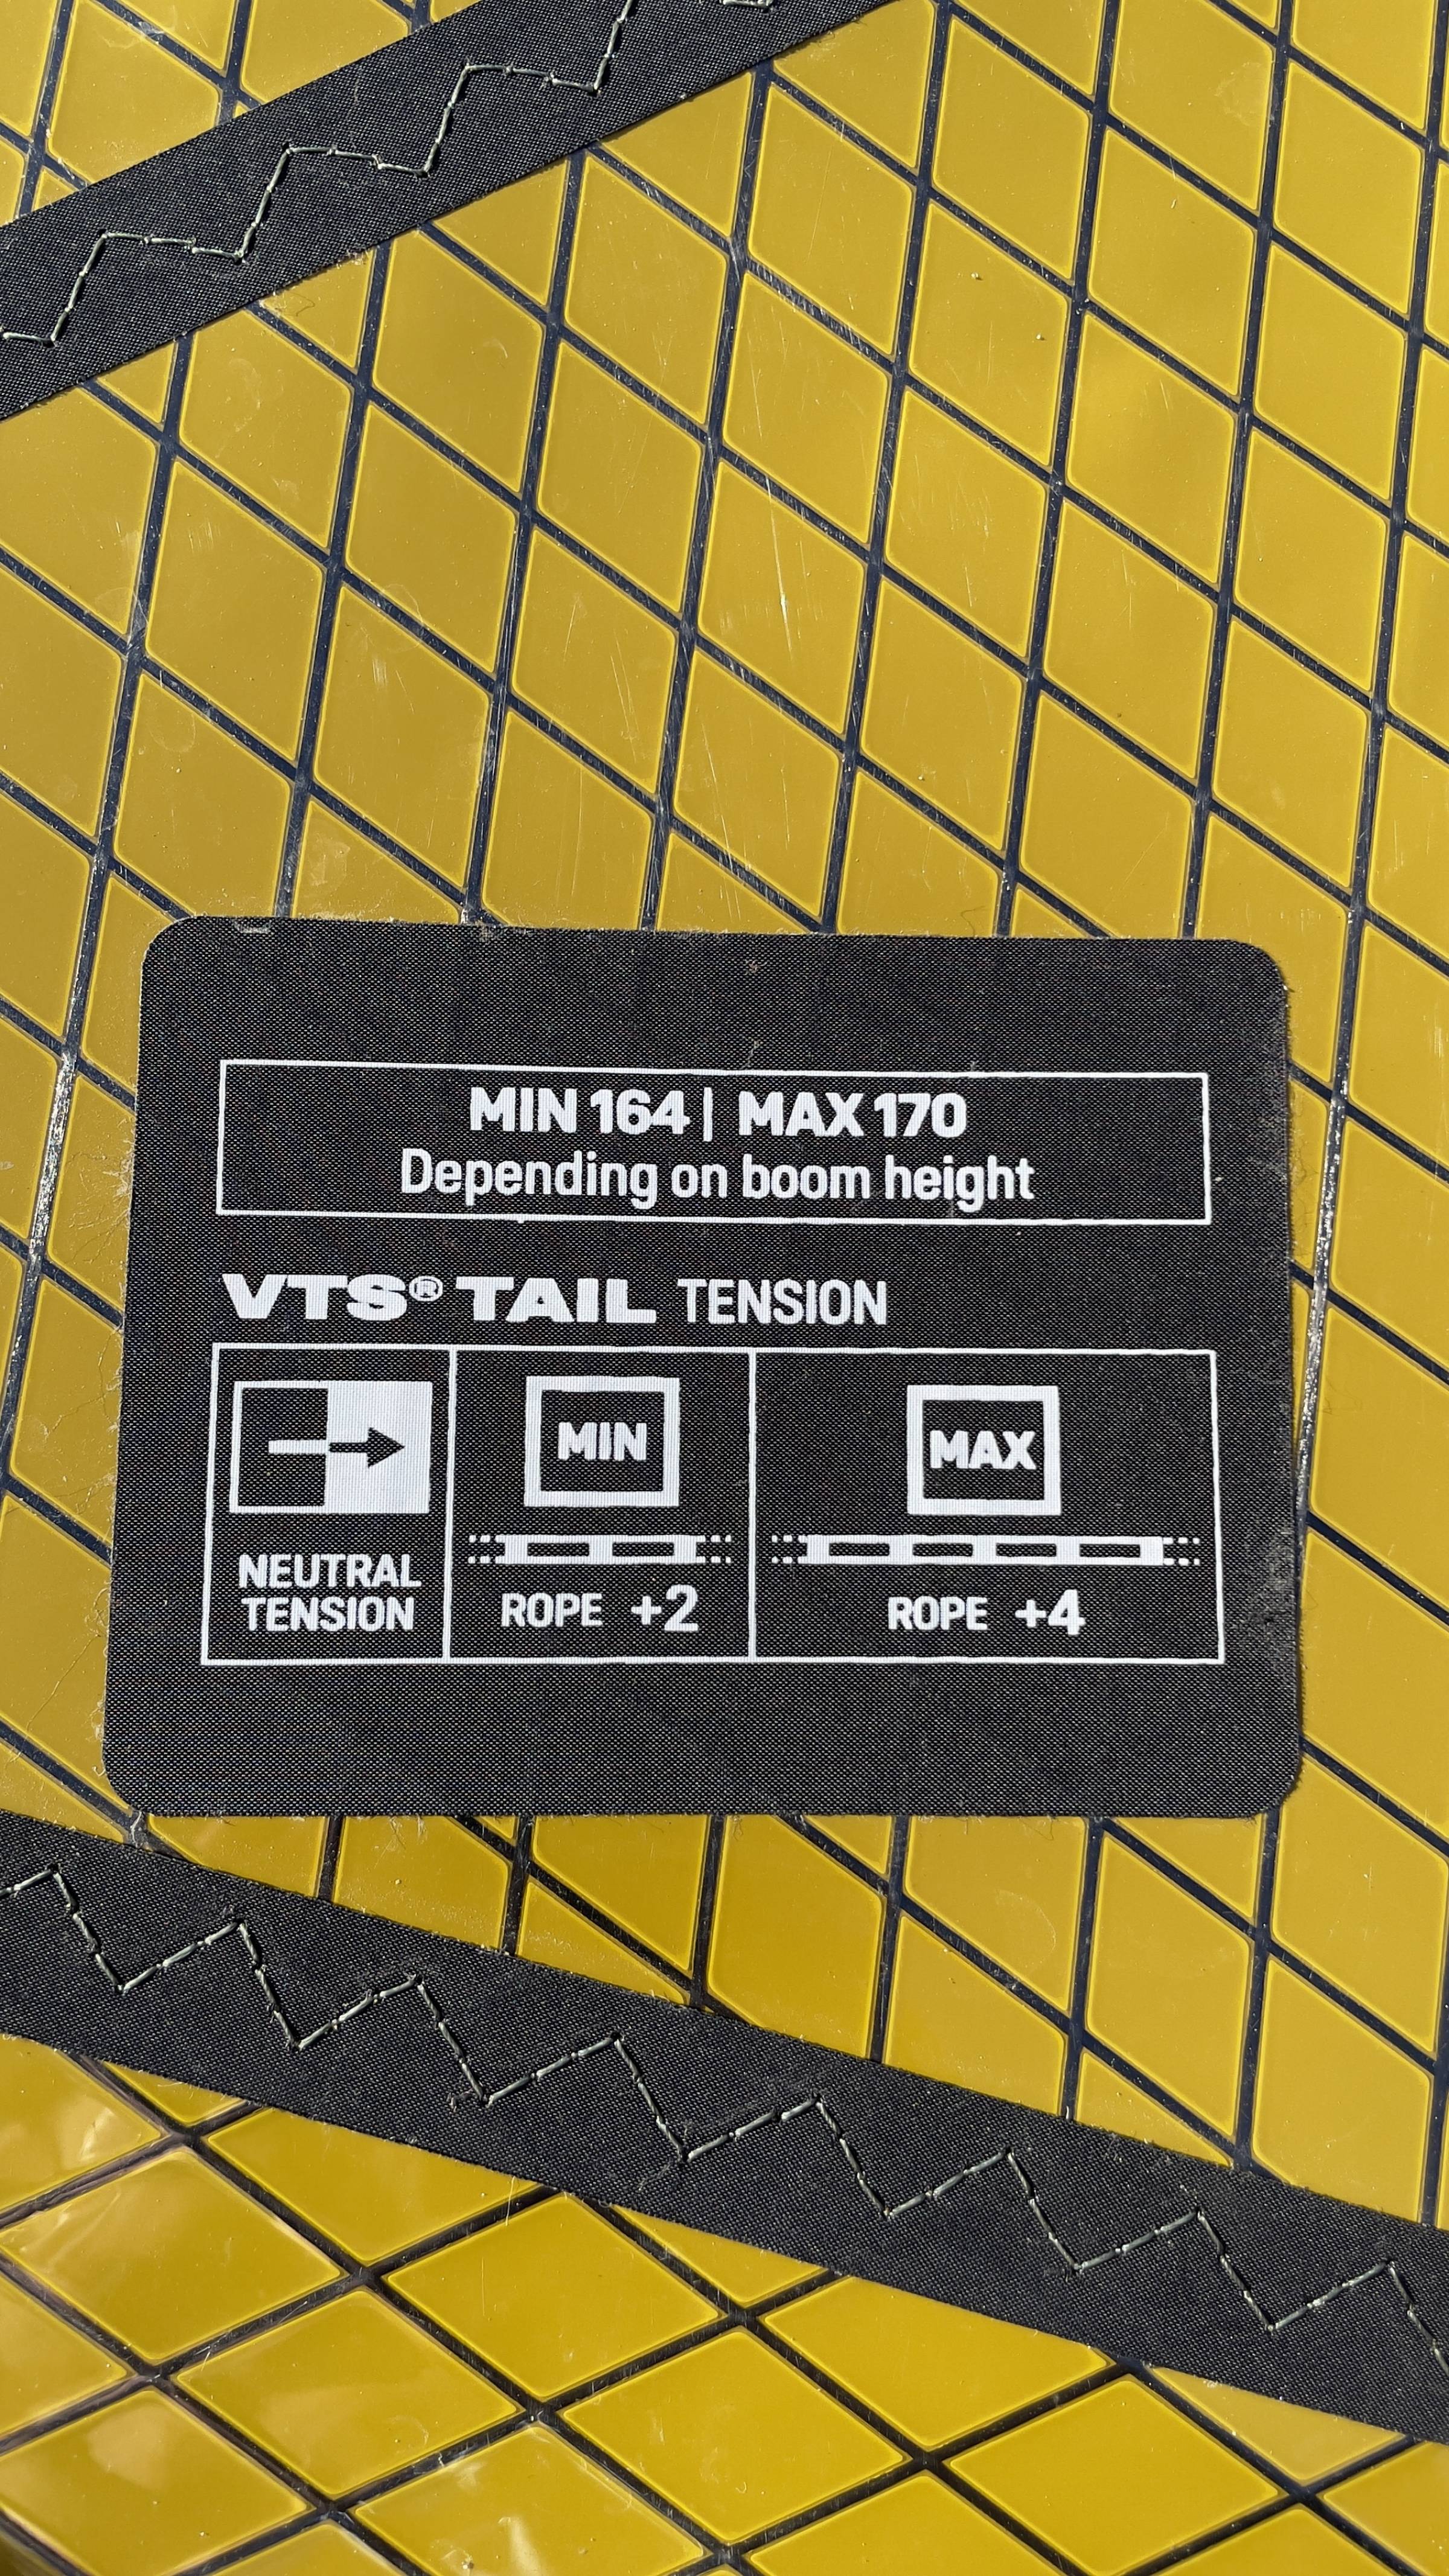 MIN 164 | MAX 170
Depending on boom height
VTS® TAIL TENSION
NEUTRAL
TENSION
MIN
ROPE +2
MAX
ROPE +4